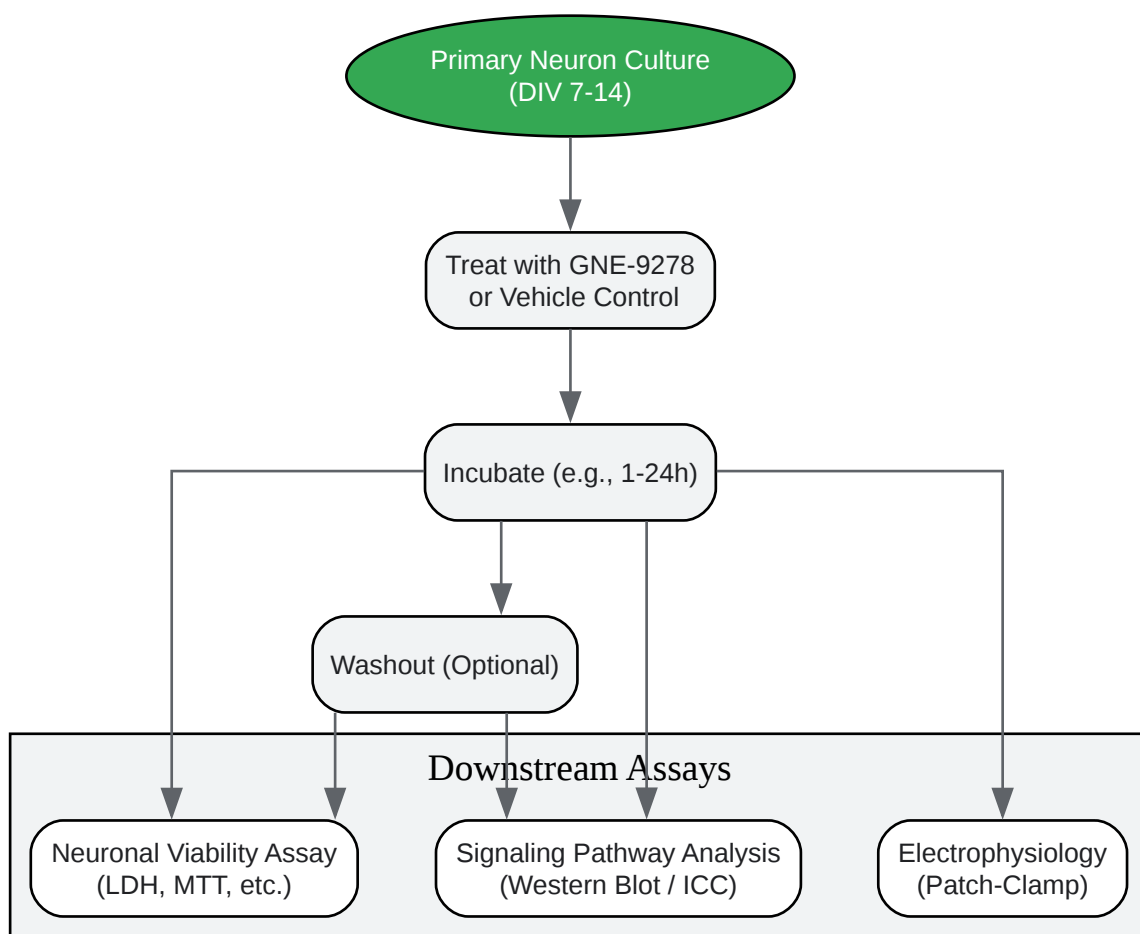 Primary Neuron Culture
(DIV 7-14)
Treat with GNE-9278
or Vehicle Control
Incubate (e.g., 1-24h)
Washout (Optional)
Downstream Assays
Neuronal Viability Assay
(LDH, MTT, etc.)
Signaling Pathway Analysis
(Western Blot / ICC)
Electrophysiology
(Patch-Clamp)